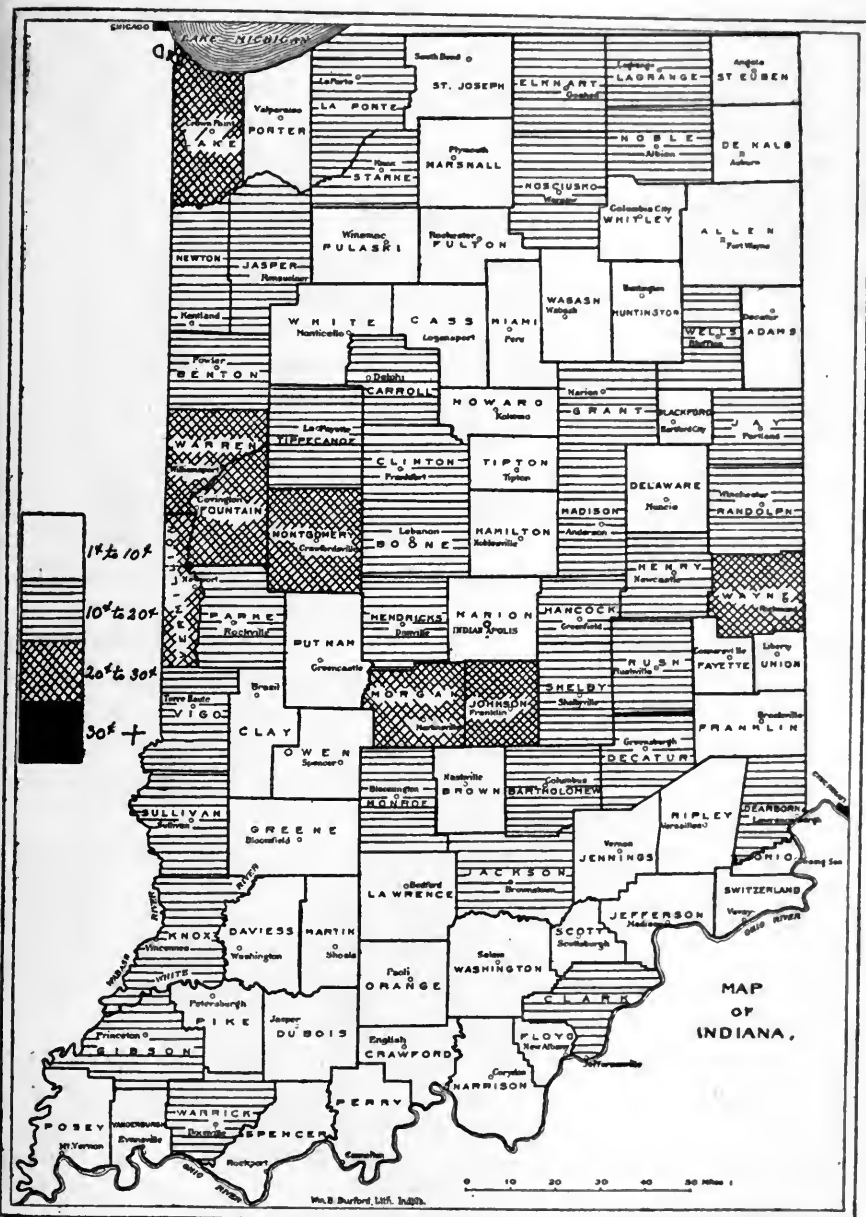 CHICAGO
LAKE MICHIGAN
South Bend
ST. JOSEPH
LaPorte
LA PORTE
ELKHART
Goshen
Lagrange
LAGRANGE
Angola
STEUBEN
Valparaiso
PORTER
Crown Point
LAKE
Plymouth
MARSHALL
Knox
STARKE
NOBLE
Albion
DE KALB
Auburn
KOSCIUSKO
Warsaw
Columbia City
WHITLEY
ALLEN
Fort Wayne
Winamac
PULASKI
Rochester
FULTON
NEWTON
JASPER
Rensselaer
Kentland
WHITE
Monticello
CASS
Logansport
MIAMI
Peru
WABASH
Wabash
Huntington
HUNTINGTON
WELLS
Bluffton
Decatur
ADAMS
Fowler
BENTON
Delphi
CARROLL
HOWARD
Kokomo
Marion
GRANT
BLACKFORD
Hartford City
JAY
Portland
WARREN
Williamsport
LaFayette
TIPPECANOE
CLINTON
Frankfort
TIPTON
Tipton
DELAWARE
Muncie
Winchester
RANDOLPH
Covington
FOUNTAIN
MONTGOMERY
Crawfordsville
Lebanon
BOONE
HAMILTON
Noblesville
MADISON
Anderson
HENRY
Newcastle
WAYNE
Richmond
1¢ to 10¢
10¢ to 20¢
20¢ to 30¢
30¢ +
Newport
PARKE
Rockville
PUTNAM
Greencastle
HENDRICKS
Danville
MARION
INDIANAPOLIS
HANCOCK
Greenfield
RUSH
Rushville
Connersville
FAYETTE
Liberty
UNION
MORGAN
Martinsville
JOHNSON
Franklin
SHELBY
Shelbyville
Brookville
FRANKLIN
Greensburgh
DECATUR
Terre Haute
VIGO
Brazil
CLAY
OWEN
Spencer
Bloomington
MONROE
Nashville
BROWN
Columbus
BARTHOLOMEW
CINCINNATI
DEARBORN
Lawrenceburgh
OHIO
Rising Sun
SULLIVAN
Sullivan
GREENE
Bloomfield
Vernon
JENNINGS
RIPLEY
Versailles
JACKSON
Brownstown
Bedford
LAWRENCE
SWITZERLAND
Vevay
OHIO RIVER
JEFFERSON
Madison
SCOTT
Scottsburgh
WABASH RIVER
WHITE RIVER
KNOX
Vincennes
DAVIESS
Washington
MARTIN
Shoals
Salem
WASHINGTON
Paoli
ORANGE
CLARK
MAP
OF
INDIANA.
Petersburgh
PIKE
Jasper
DUBOIS
Princeton
GIBSON
English
CRAWFORD
FLOYD
New Albany
Jeffersonville
Corydon
HARRISON
PERRY
Cannelton
WARRICK
Boonville
SPENCER
Rockport
POSEY
Mt. Vernon
VANDERBURGH
Evansville
OHIO RIVER
0 10 20 30 40 50 Miles
Wm. B. Burford, Lith. Indpls.